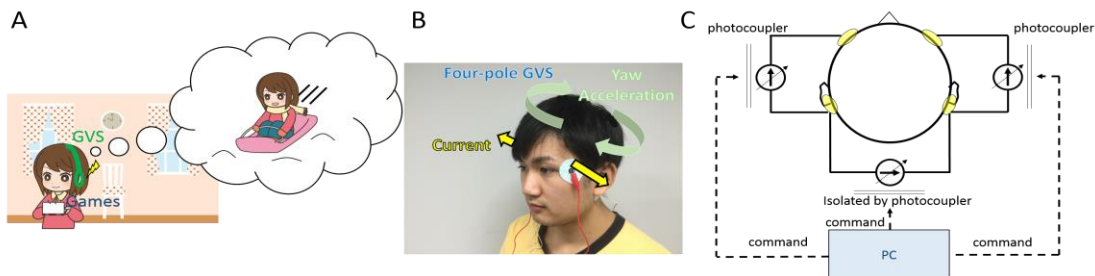 A
GVS
Games
B
Four-pole GVS
Yaw
Acceleration
Current
C
photocoupler
photocoupler
Isolated by photocoupler
command
command
command
PC